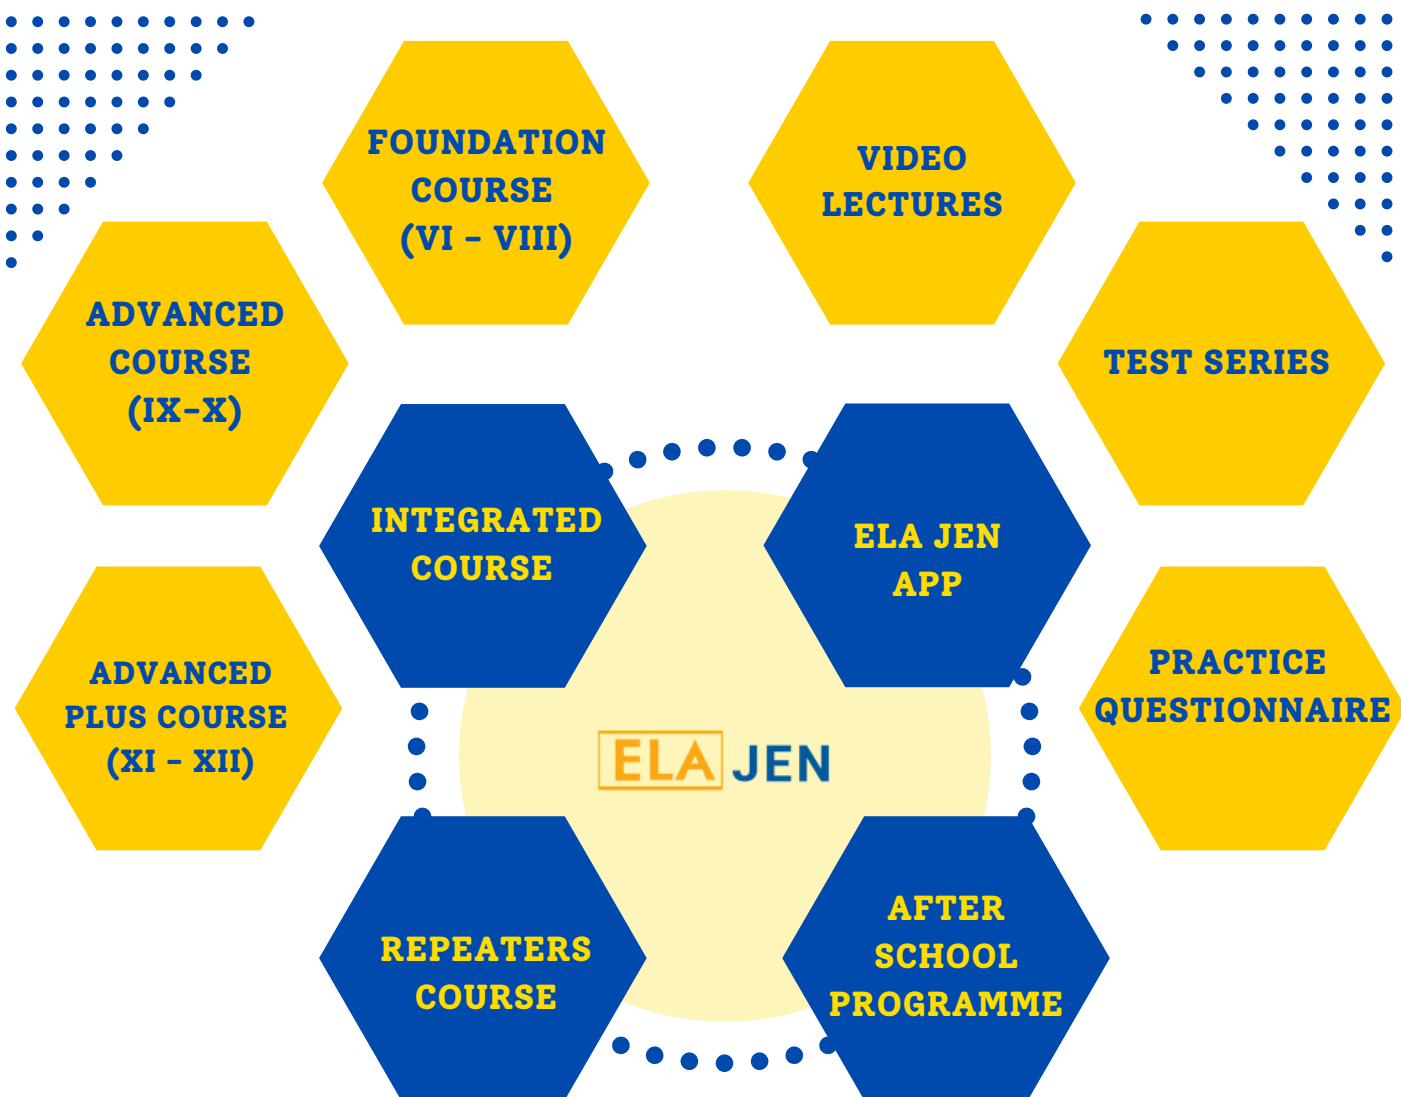 FOUNDATION
COURSE
(VI – VIII)
VIDEO
LECTURES
ADVANCED
COURSE
(IX-X)
TEST SERIES
INTEGRATED
COURSE
ELA JEN
APP
ADVANCED
PLUS COURSE
(XI – XII)
PRACTICE
QUESTIONNAIRE
ELA JEN
REPEATERS
COURSE
AFTER
SCHOOL
PROGRAMME